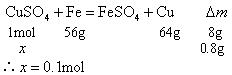 CuSO₄+Fe=FeSO₄+Cu Δm
1mol 56g 64g 8g
x 0.8g
∴ x=0.1mol